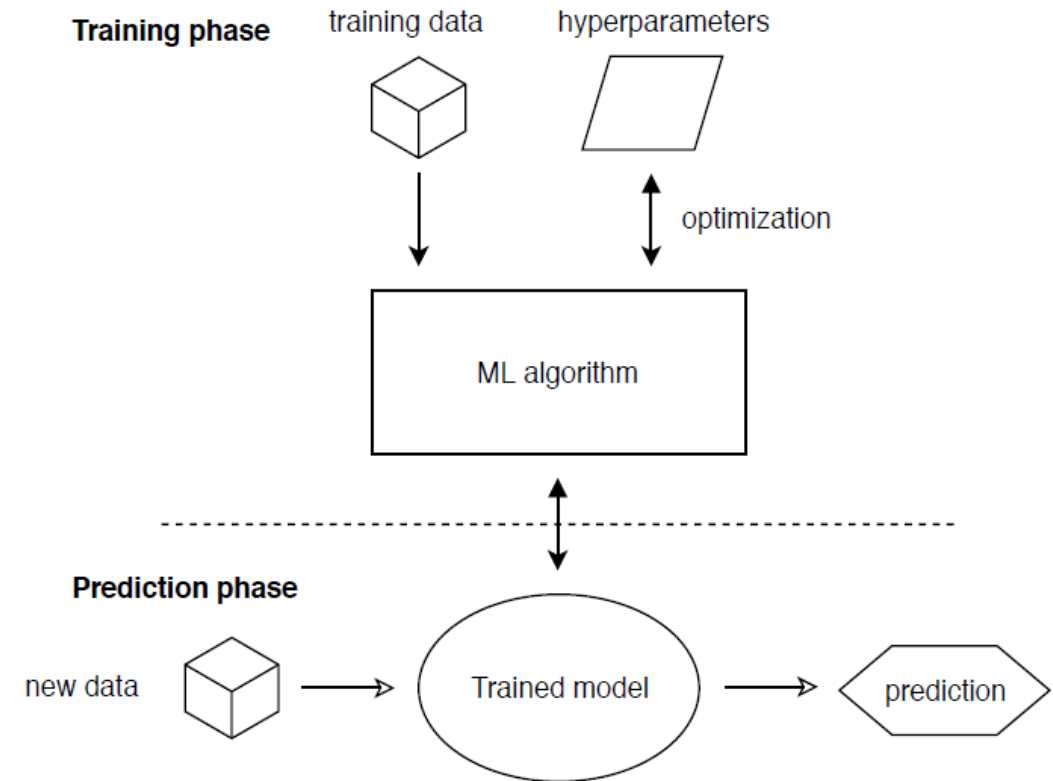 Training phase
training data
hyperparameters
optimization
ML algorithm
Prediction phase
new data
Trained model
prediction